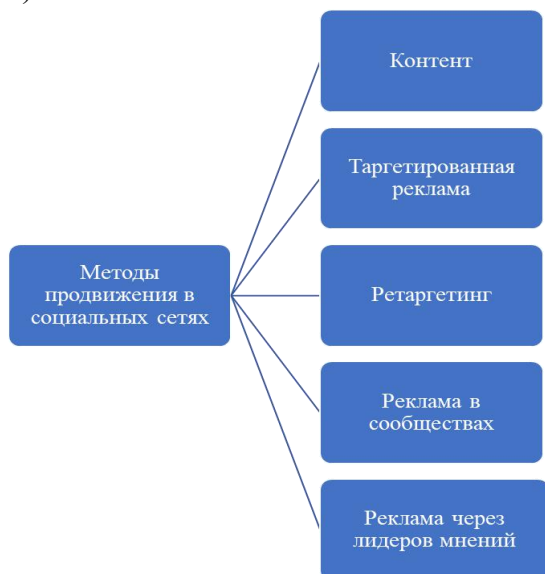 )
Контент
Таргетированная
реклама
Методы
продвижения в
социальных сетях
Ретаргетинг
Реклама в
сообществах
Реклама через
лидеров мнений